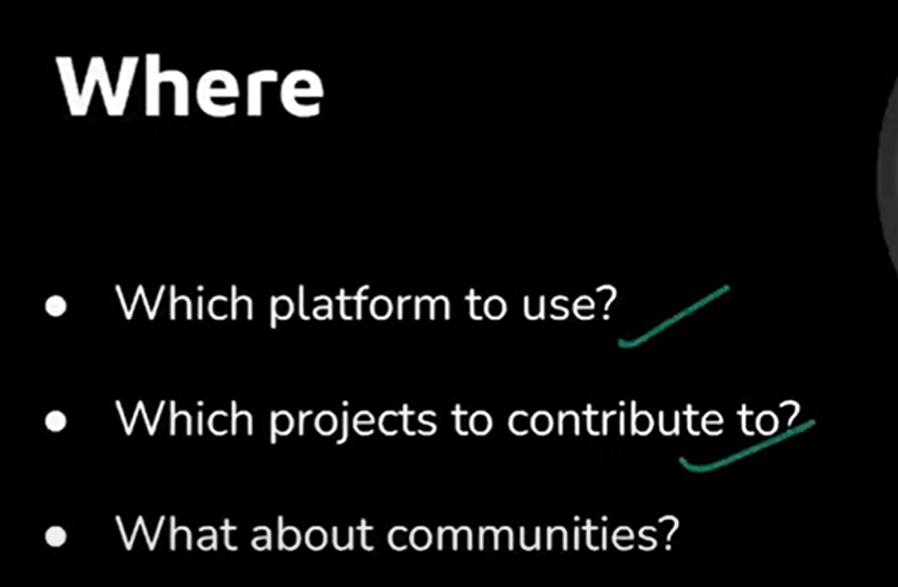 Where
• Which platform to use?
• Which projects to contribute to?
• What about communities?